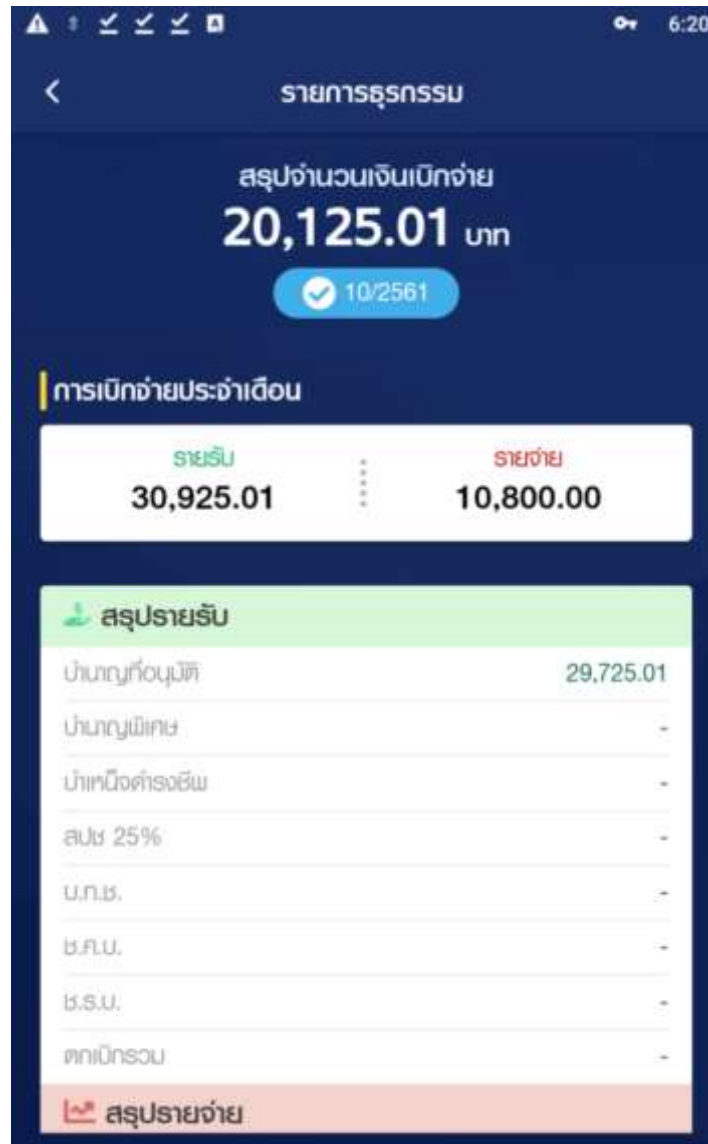 6:20
รายการธุรกรรม
สรุปจำนวนเงินเบิกจ่าย
20,125.01 บาท
10/2561
การเบิกจ่ายประจำเดือน
รายรับ รายจ่าย
30,925.01 10,800.00
สรุปรายรับ
บำนาญที่อนุมัติ 29,725.01
บำนาญพิเศษ -
บำเหน็จดำรงชีพ -
สปช 25% -
บ.ท.ช. -
ช.ค.บ. -
ช.ร.บ. -
ตกเบิกรวม -
สรุปรายจ่าย